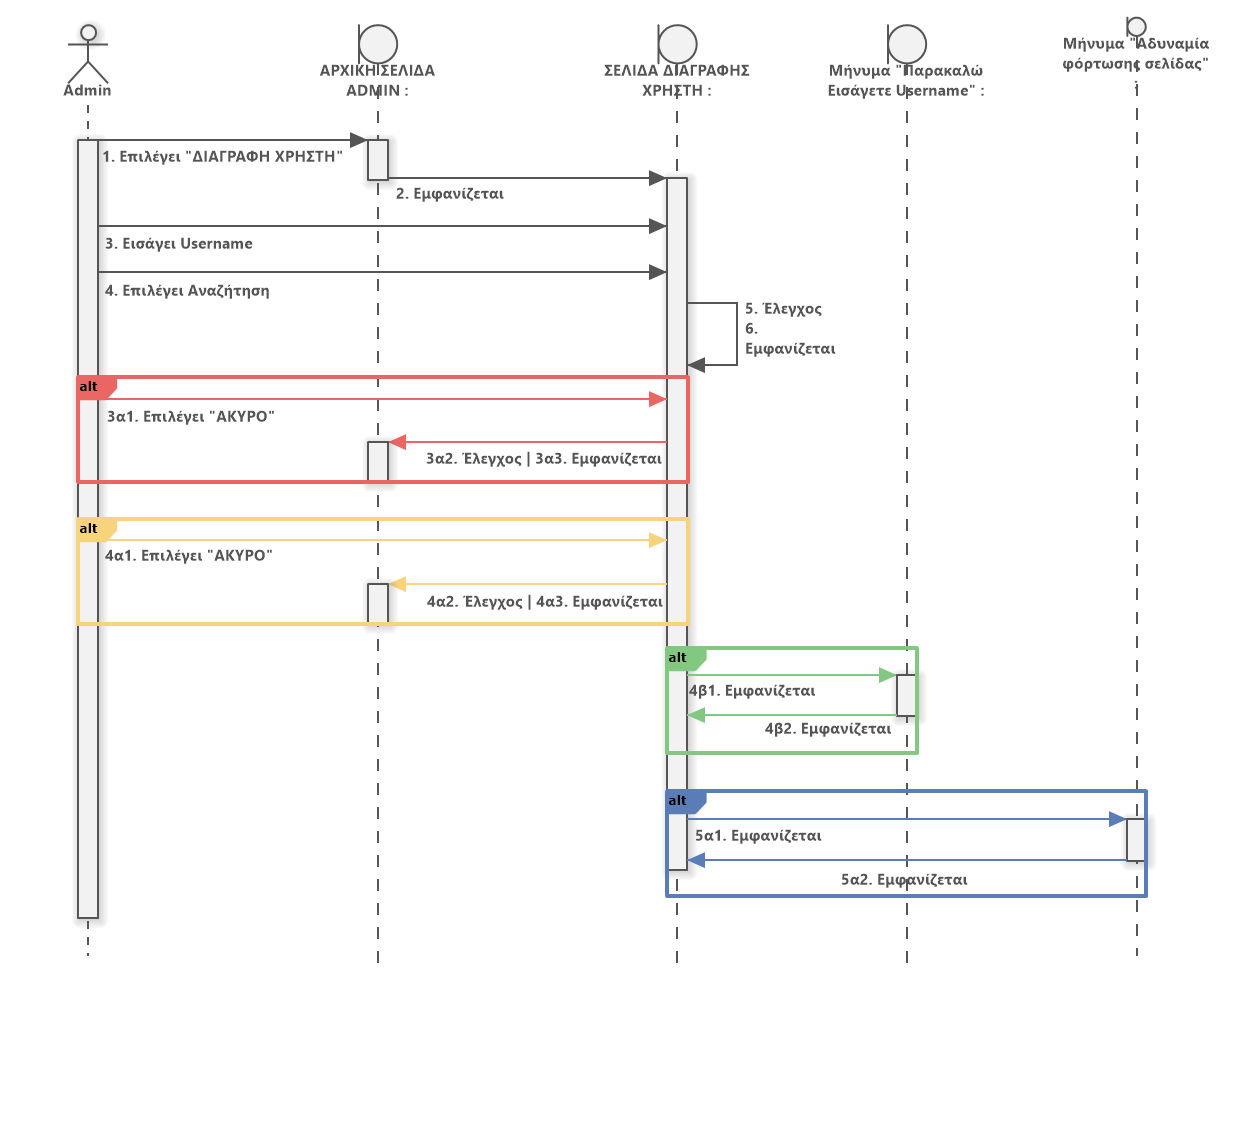 Admin
ΑΡΧΙΚΗ ΣΕΛΙΔΑ
ADMIN :
ΣΕΛΙΔΑ ΔΙΑΓΡΑΦΗΣ
ΧΡΗΣΤΗ :
Μήνυμα "Παρακαλώ
Εισάγετε Username" :
Μήνυμα "Αδυναμία
φόρτωσης σελίδας"
:
1. Επιλέγει "ΔΙΑΓΡΑΦΗ ΧΡΗΣΤΗ"
2. Εμφανίζεται
3. Εισάγει Username
4. Επιλέγει Αναζήτηση
5. Έλεγχος
6.
Εμφανίζεται
alt
3α1. Επιλέγει "ΑΚΥΡΟ"
3α2. Έλεγχος | 3α3. Εμφανίζεται
alt
4α1. Επιλέγει "ΑΚΥΡΟ"
4α2. Έλεγχος | 4α3. Εμφανίζεται
alt
4β1. Εμφανίζεται
4β2. Εμφανίζεται
alt
5α1. Εμφανίζεται
5α2. Εμφανίζεται